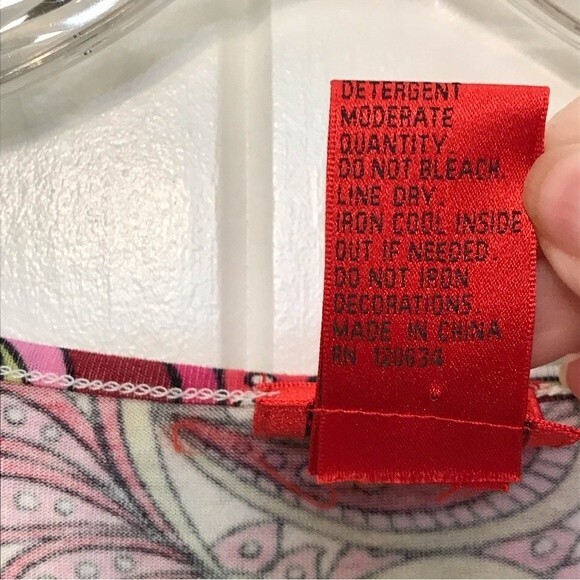 DETERGENT
MODERATE
QUANTITY.
DO NOT BLEACH.
LINE DRY.
IRON COOL INSIDE
OUT IF NEEDED.
DO NOT IRON
DECORATIONS.
MADE IN CHINA
RN 120634